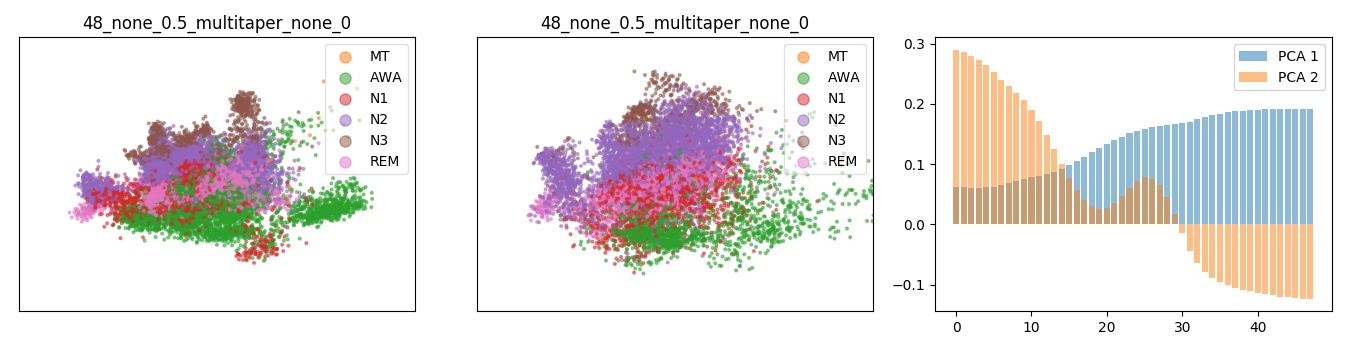 48_none_0.5_multitaper_none_0
MT
AWA
N1
N2
N3
REM
48_none_0.5_multitaper_none_0
MT
AWA
N1
N2
N3
REM
PCA 1
PCA 2
0.3
0.2
0.1
0.0
−0.1
0 10 20 30 40